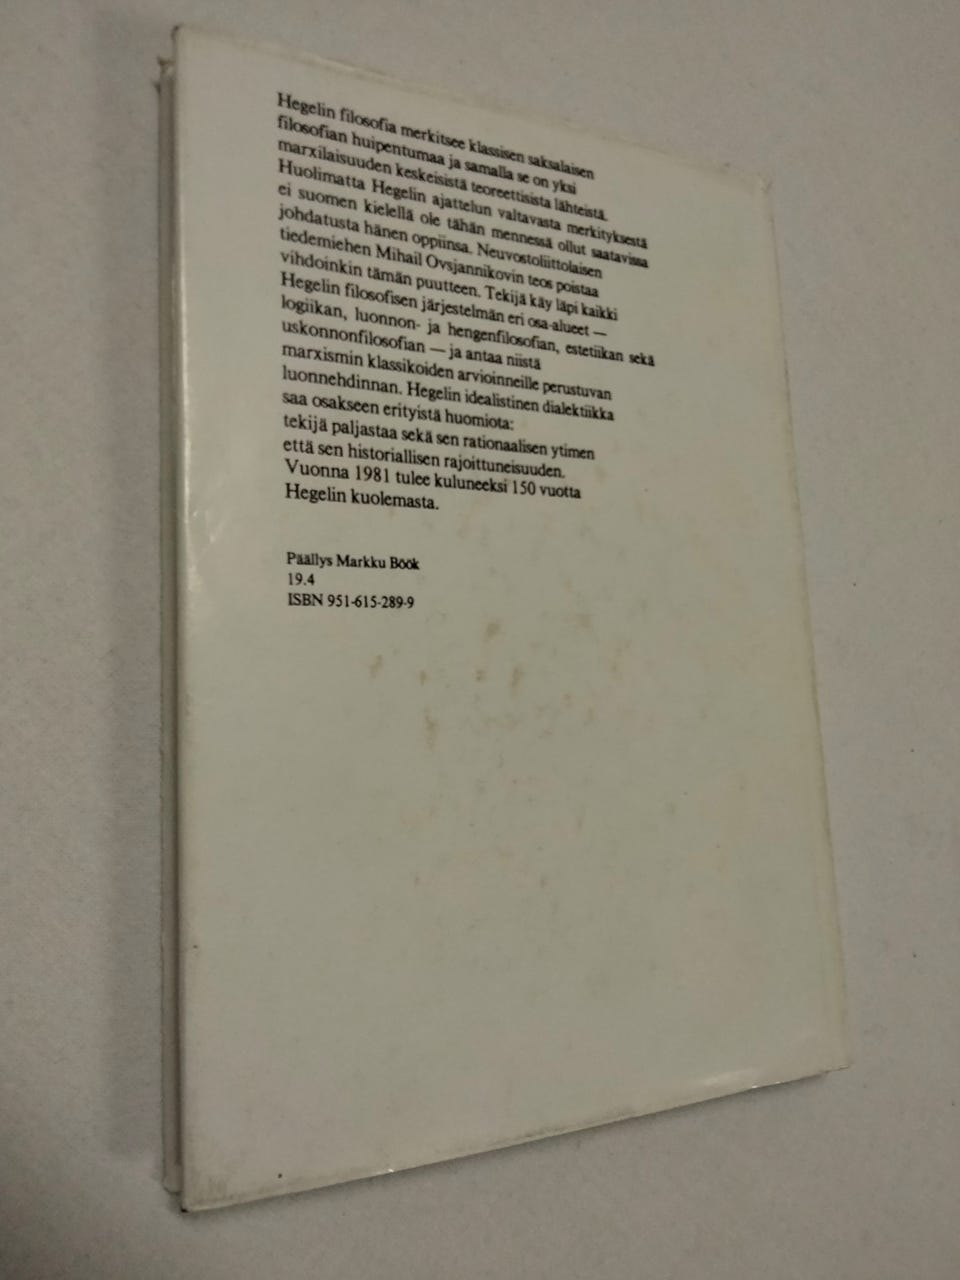 Hegelin filosofia merkitsee klassisen saksalaisen
filosofian huipentumaa ja samalla se on yksi
marxilaisuuden keskeisistä teoreettisista lähteistä.
Huolimatta Hegelin ajattelun valtavasta merkityksestä
ei suomen kielellä ole tähän mennessä ollut saatavissa
johdatusta hänen oppiinsa. Neuvostoliittolaisen
tiedemiehen Mihail Ovsjannikovin teos poistaa
vihdoinkin tämän puutteen. Tekijä käy läpi kaikki
Hegelin filosofisen järjestelmän eri osa-alueet —
logiikan, luonnon- ja hengenfilosofian, estetiikan sekä
uskonnonfilosofian — ja antaa niistä
marxismin klassikoiden arvioinneille perustuvan
luonnehdinnan. Hegelin idealistinen dialektiikka
saa osakseen erityistä huomiota:
tekijä paljastaa sekä sen rationaalisen ytimen
että sen historiallisen rajoittuneisuuden.
Vuonna 1981 tulee kuluneeksi 150 vuotta
Hegelin kuolemasta.
Päällys Markku Böök
19.4
ISBN 951-615-289-9